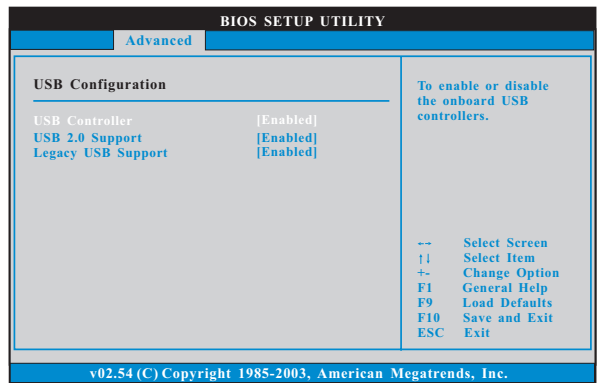 BIOS SETUP UTILITY
Advanced
USB Configuration
USB Controller [Enabled]
USB 2.0 Support [Enabled]
Legacy USB Support [Enabled]
To enable or disable
the onboard USB
controllers.
←→ Select Screen
↑↓ Select Item
+- Change Option
F1 General Help
F9 Load Defaults
F10 Save and Exit
ESC Exit
v02.54 (C) Copyright 1985-2003, American Megatrends, Inc.